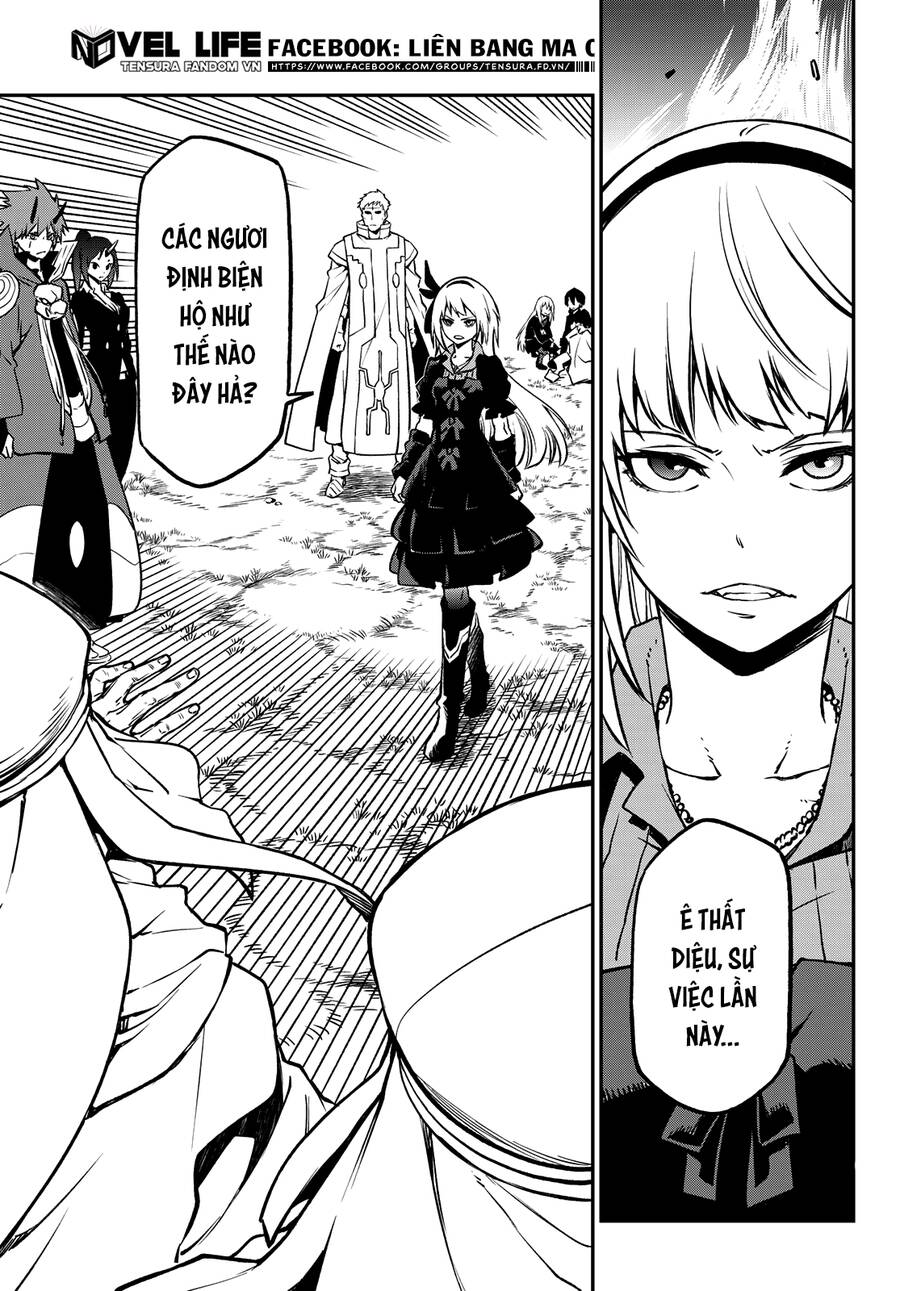 NOVEL LIFE
TENSURA FANDOM VN
FACEBOOK: LIÊN BANG MA
HTTPS://WWW.FACEBOOK.COM/GROUPS/TENSURA.FD.VN/
Ê THẤT
DIỆU, SỰ
VIỆC LẦN
NÀY...
CÁC NGƯƠI
ĐỊNH BIỆN
HỘ NHƯ
THẾ NÀO
ĐÂY HẢ?